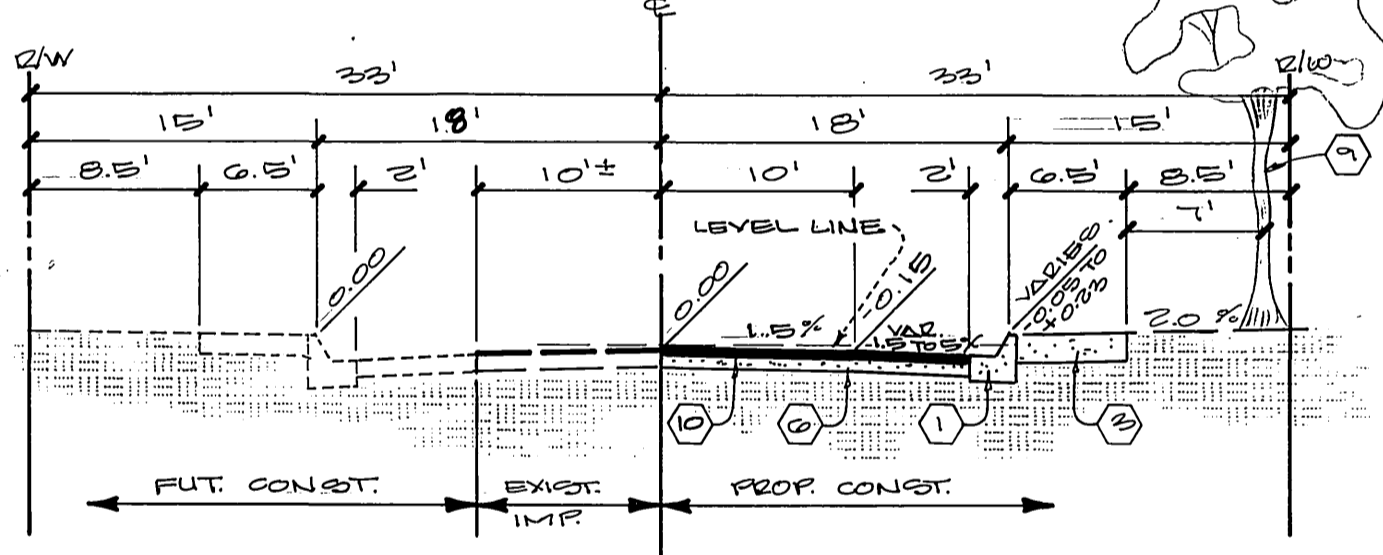 ℄
R/W
33'
33'
R/W
15'
18'
18'
15'
8.5'
6.5'
2'
10'±
10'
2'
6.5'
8.5'
9
7'
LEVEL LINE
0.00
0.00
-0.15
VARIES
-0.05 TO
+0.23
1.5%
VAR.
1.5 TO 5%
2.0 %
10
6
1
3
FUT. CONST.
EXIST.
IMP.
PROP. CONST.